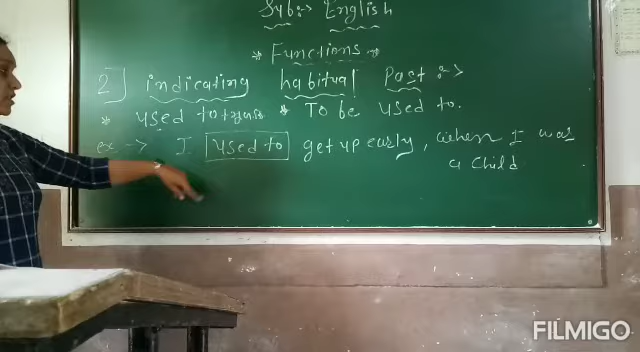 Sub:→ English
* Functions *
2] indicating habitual Past :→
* used to * To be used to.
ex → I used to get up early, when I was
a child
FILMIGO